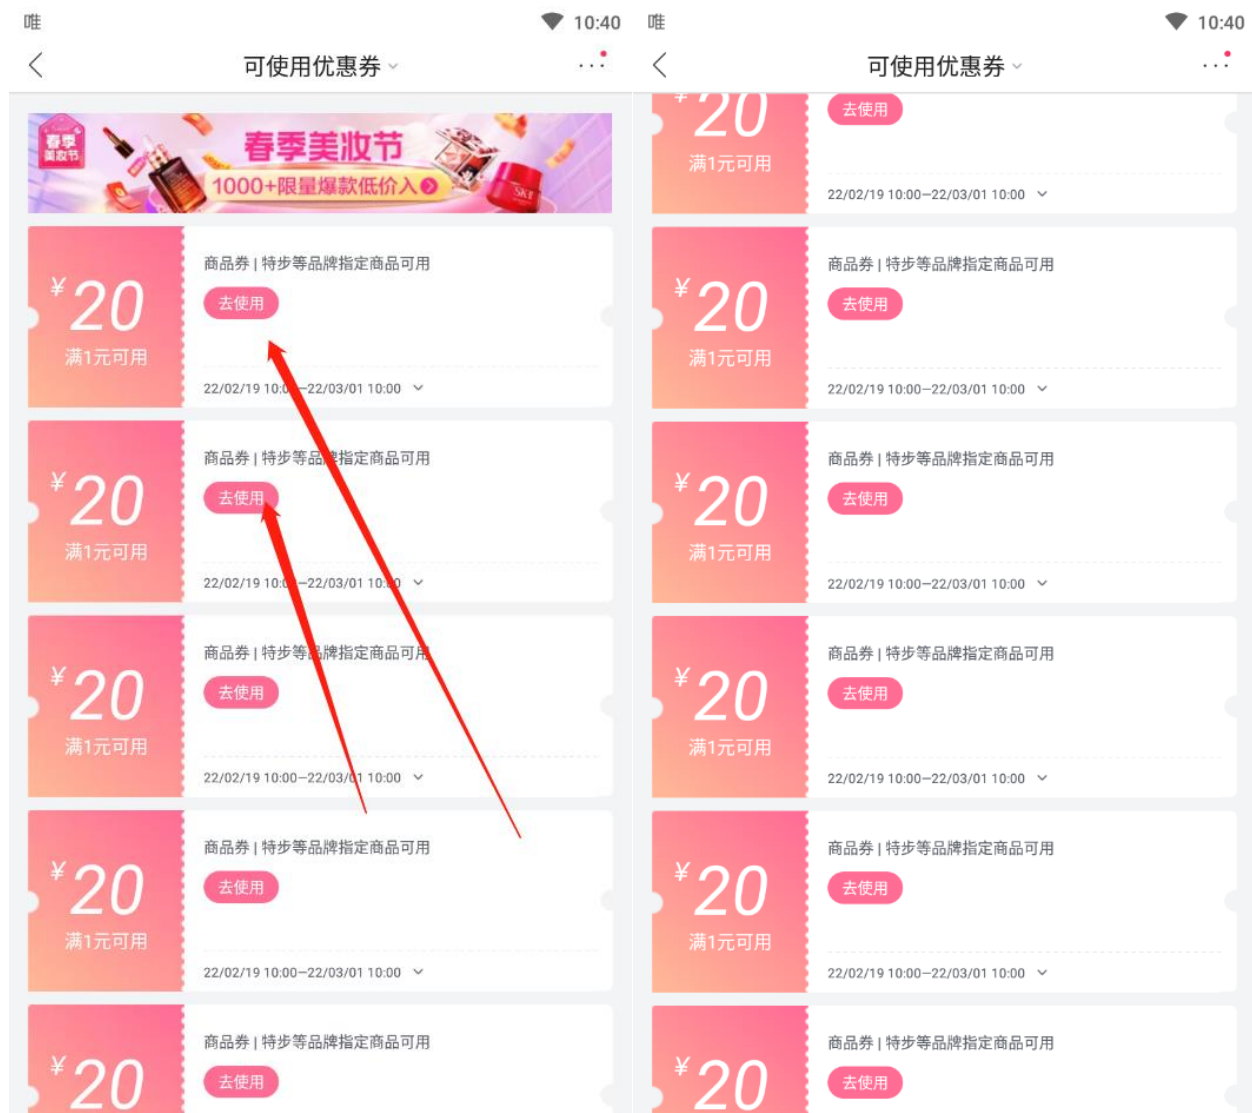 唯
10:40
可使用优惠券
春季
美妆节
春季美妆节
1000+限量爆款低价入
SK-II
¥20
满1元可用
商品券 | 特步等品牌指定商品可用
去使用
22/02/19 10:00—22/03/01 10:00
¥20
满1元可用
商品券 | 特步等品牌指定商品可用
去使用
22/02/19 10:00—22/03/01 10:00
¥20
满1元可用
商品券 | 特步等品牌指定商品可用
去使用
22/02/19 10:00—22/03/01 10:00
¥20
满1元可用
商品券 | 特步等品牌指定商品可用
去使用
22/02/19 10:00—22/03/01 10:00
¥20
商品券 | 特步等品牌指定商品可用
去使用
唯
10:40
可使用优惠券
¥20
满1元可用
去使用
22/02/19 10:00—22/03/01 10:00
¥20
满1元可用
商品券 | 特步等品牌指定商品可用
去使用
22/02/19 10:00—22/03/01 10:00
¥20
满1元可用
商品券 | 特步等品牌指定商品可用
去使用
22/02/19 10:00—22/03/01 10:00
¥20
满1元可用
商品券 | 特步等品牌指定商品可用
去使用
22/02/19 10:00—22/03/01 10:00
¥20
满1元可用
商品券 | 特步等品牌指定商品可用
去使用
22/02/19 10:00—22/03/01 10:00
¥20
商品券 | 特步等品牌指定商品可用
去使用